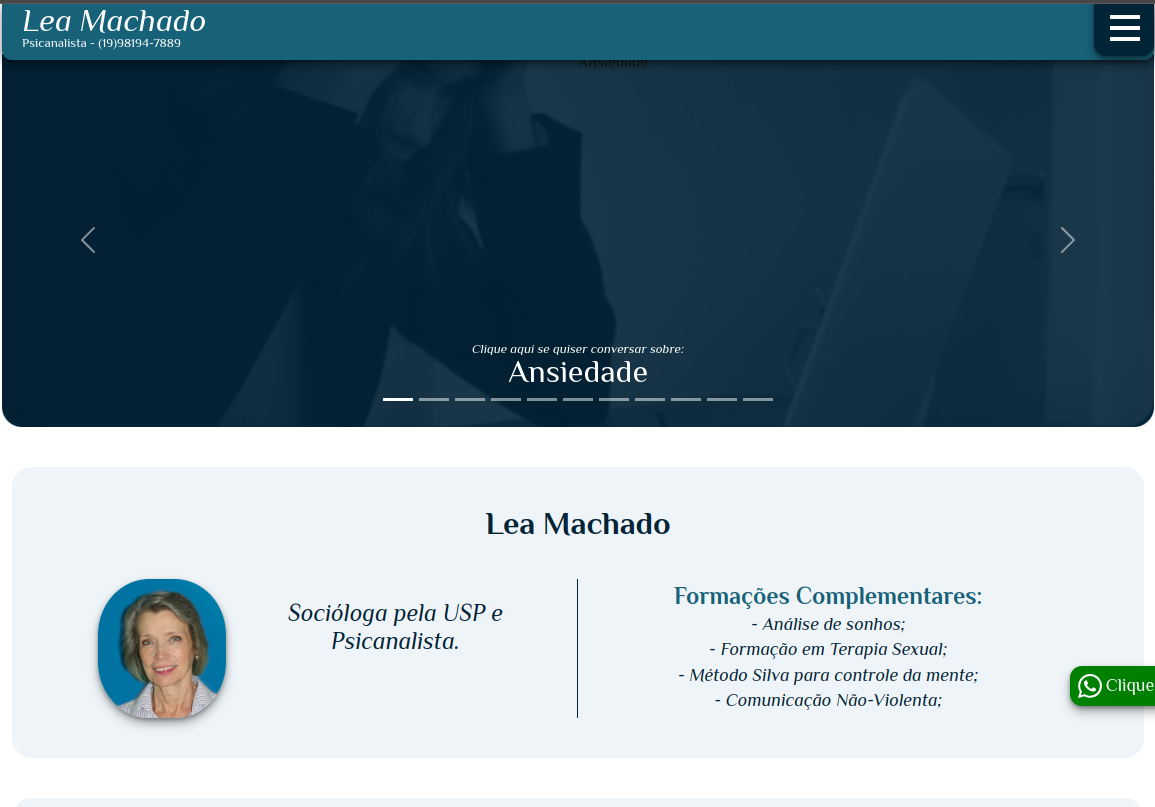 Lea Machado
Psicanalista - (19)98194-7889
Ansiedade
Clique aqui se quiser conversar sobre:
Ansiedade
Lea Machado
Socióloga pela USP e
Psicanalista.
Formações Complementares:
- Análise de sonhos;
- Formação em Terapia Sexual;
- Método Silva para controle da mente;
- Comunicação Não-Violenta;
Clique